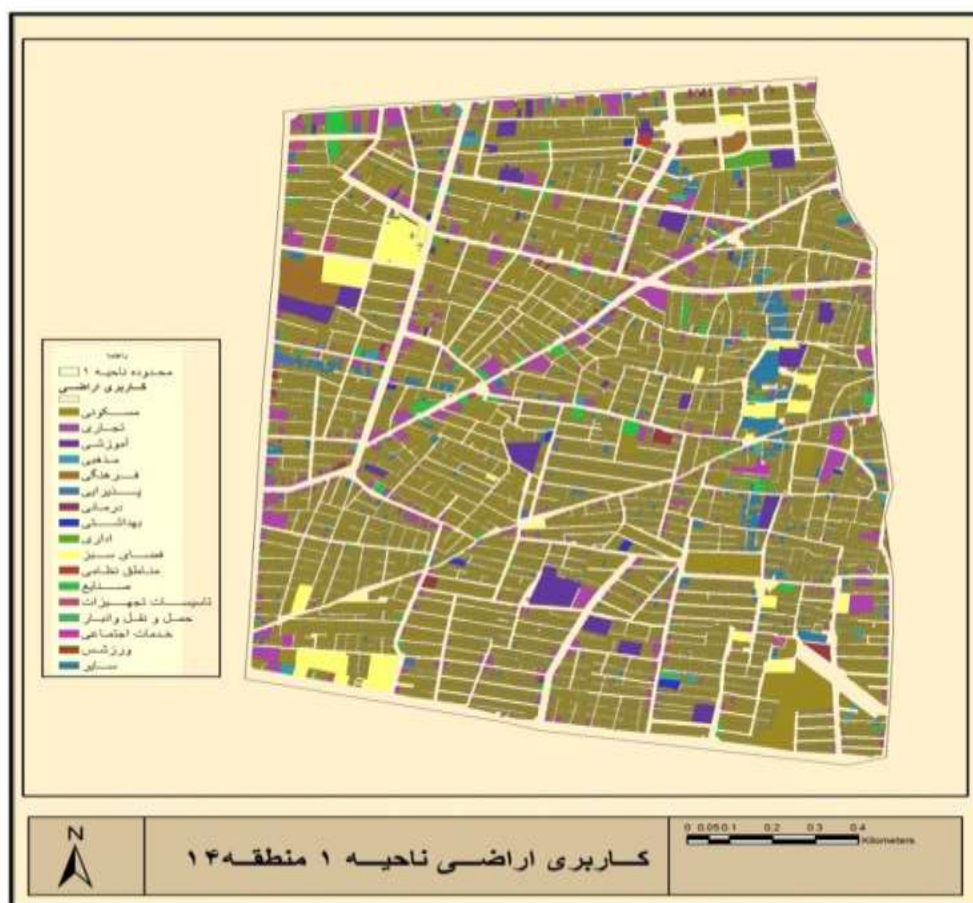 راهنما
محدوده ناحیه ۱
کاربری اراضی
مسکونی
تجاری
آموزشی
مذهبی
فرهنگی
پذیرایی
درمانی
بهداشتی
اداری
فضای سبز
مناطق نظامی
صنایع
تاسیسات تجهیزات
حمل و نقل وانبار
خدمات اجتماعی
ورزشی
سایر
N
کاربری اراضی ناحیه ۱ منطقه۱۴
0 0.05 0.1 0.2 0.3 0.4
Kilometers